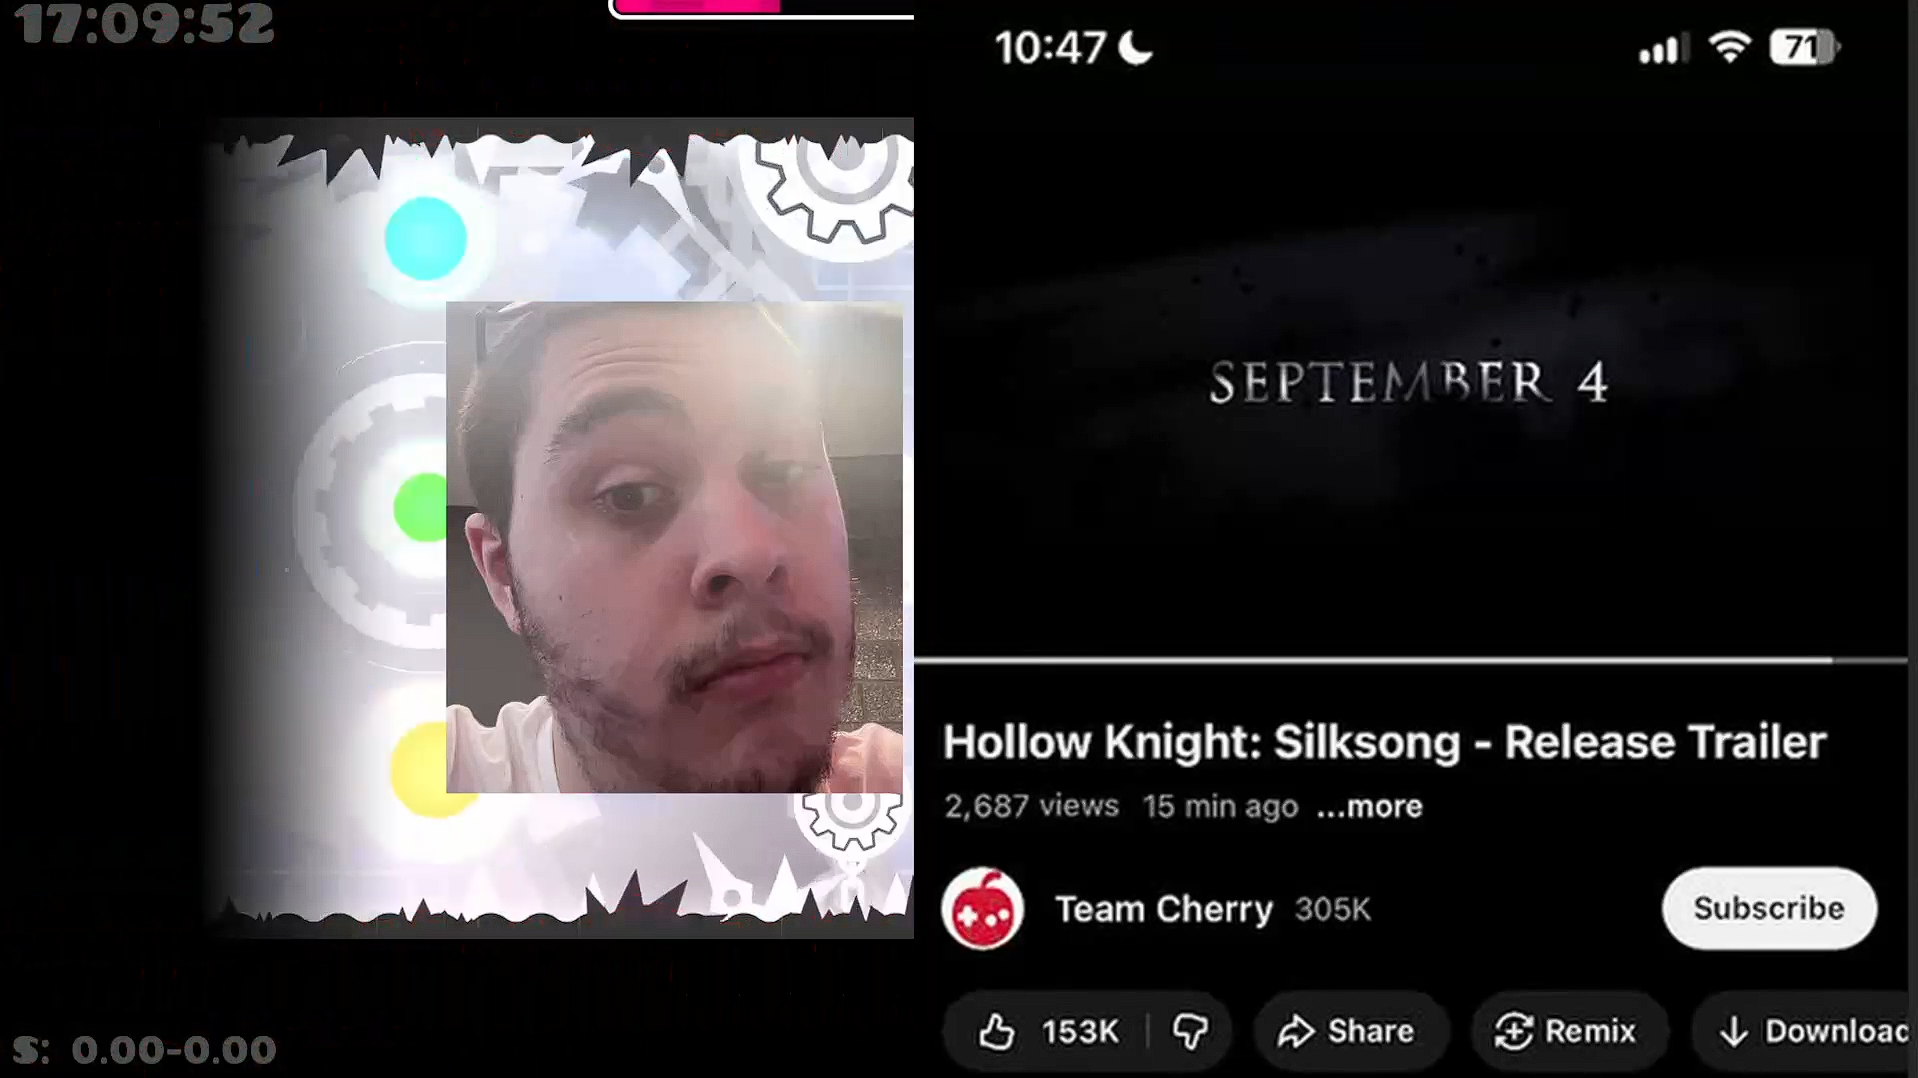 17:09:52
S: 0.00-0.00
10:47
71
SEPTEMBER 4
Hollow Knight: Silksong - Release Trailer
2,687 views 15 min ago ...more
Team Cherry 305K
Subscribe
153K
Share
Remix
Download